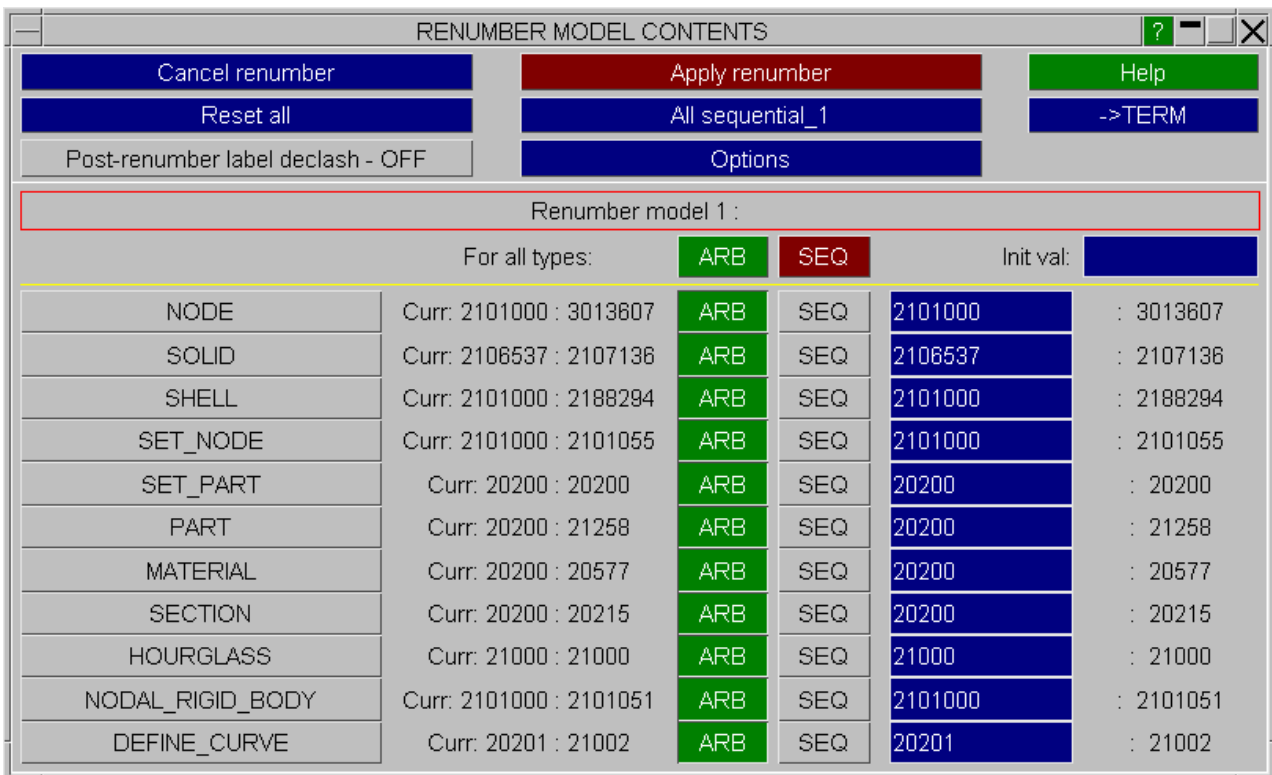 RENUMBER MODEL CONTENTS ?
Cancel renumber Apply renumber Help
Reset all All sequential_1 ->TERM
Post-renumber label declash - OFF Options
Renumber model 1 :
For all types: ARB SEQ Init val:
NODE Curr: 2101000 : 3013607 ARB SEQ 2101000 : 3013607
SOLID Curr: 2106537 : 2107136 ARB SEQ 2106537 : 2107136
SHELL Curr: 2101000 : 2188294 ARB SEQ 2101000 : 2188294
SET_NODE Curr: 2101000 : 2101055 ARB SEQ 2101000 : 2101055
SET_PART Curr: 20200 : 20200 ARB SEQ 20200 : 20200
PART Curr: 20200 : 21258 ARB SEQ 20200 : 21258
MATERIAL Curr: 20200 : 20577 ARB SEQ 20200 : 20577
SECTION Curr: 20200 : 20215 ARB SEQ 20200 : 20215
HOURGLASS Curr: 21000 : 21000 ARB SEQ 21000 : 21000
NODAL_RIGID_BODY Curr: 2101000 : 2101051 ARB SEQ 2101000 : 2101051
DEFINE_CURVE Curr: 20201 : 21002 ARB SEQ 20201 : 21002